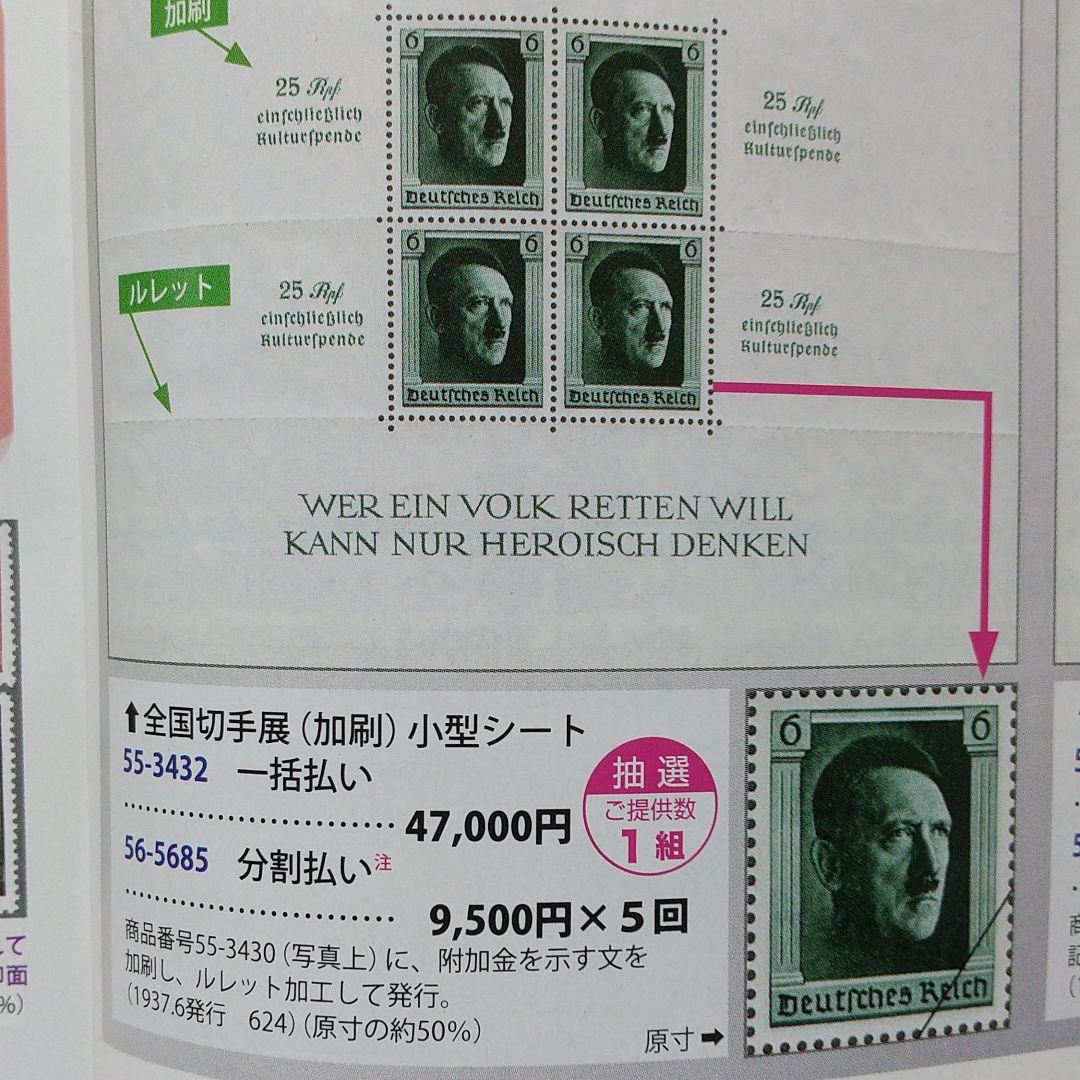 加刷
6 6
6 6
Deutsches Reich
Deutsches Reich
25 Rpf
einschließlich
Kulturspende
25 Rpf
einschließlich
Kulturspende
ルレット
6 6
6 6
Deutsches Reich
Deutsches Reich
25 Rpf
einschließlich
Kulturspende
25 Rpf
einschließlich
Kulturspende
WER EIN VOLK RETTEN WILL
KANN NUR HEROISCH DENKEN
⬆全国切手展(加刷)小型シート
55-3432 一括払い
47,000円
56-5685 分割払い注
9,500円×5回
抽選
ご提供数
1組
商品番号55-3430(写真上)に、附加金を示す文を
加刷し、ルレット加工して発行。
(1937.6発行 624)(原寸の約50%)
原寸➡
6 6
Deutsches Reich